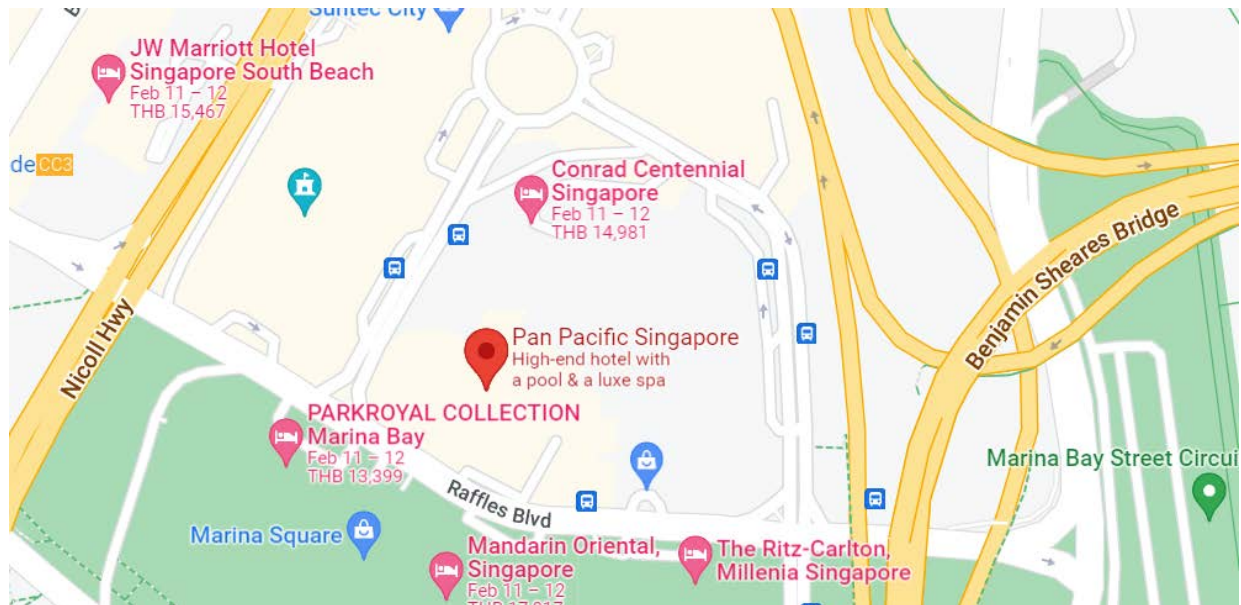 Suntec City
JW Marriott Hotel
Singapore South Beach
Feb 11 – 12
THB 15,467
de CC3
Conrad Centennial
Singapore
Feb 11 – 12
THB 14,981
Benjamin Sheares Bridge
Nicoll Hwy
Pan Pacific Singapore
High-end hotel with
a pool & a luxe spa
PARKROYAL COLLECTION
Marina Bay
Feb 11 – 12
THB 13,399
Marina Bay Street Circui
Raffles Blvd
Marina Square
Mandarin Oriental,
Singapore
Feb 11 – 12
The Ritz-Carlton,
Millenia Singapore